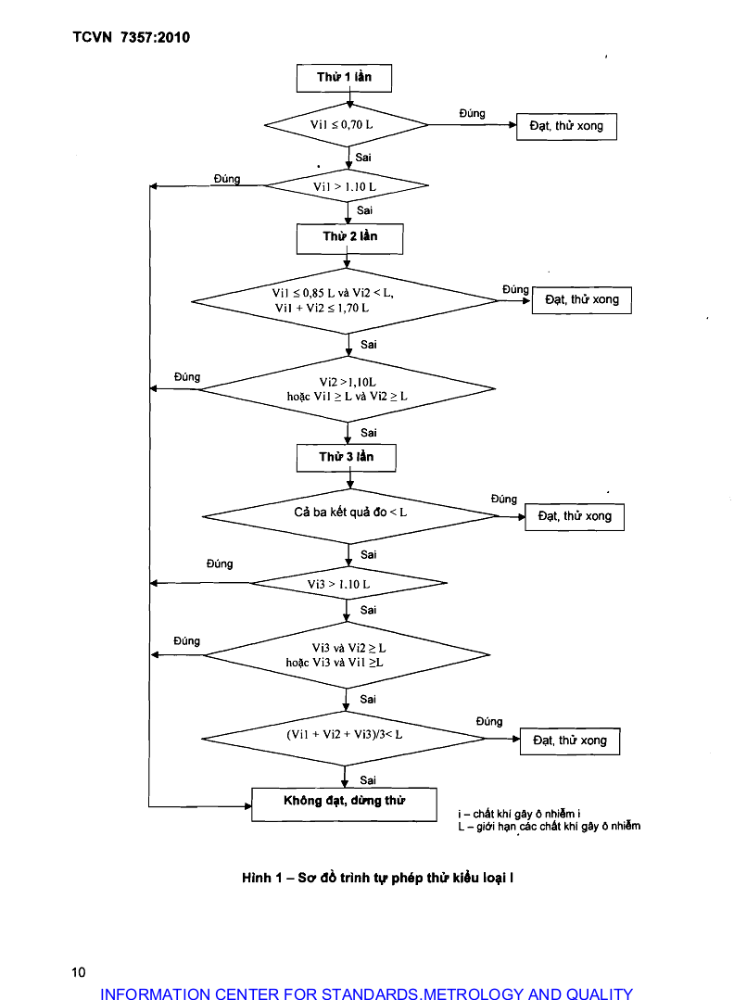 TCVN 7357:2010
Thử 1 lần
Vi1 ≤ 0,70 L
Đúng
Đạt, thử xong
Sai
Đúng
Vi1 > 1.10 L
Sai
Thử 2 lần
Vi1 ≤ 0,85 L và Vi2 < L,
Vi1 + Vi2 ≤ 1,70 L
Đúng
Đạt, thử xong
Sai
Đúng
Vi2 >1,10L
hoặc Vi1 ≥ L và Vi2 ≥ L
Sai
Thử 3 lần
Cả ba kết quả đo < L
Đúng
Đạt, thử xong
Sai
Đúng
Vi3 > 1.10 L
Sai
Đúng
Vi3 và Vi2 ≥ L
hoặc Vi3 và Vi1 ≥L
Sai
(Vi1 + Vi2 + Vi3)/3< L
Đúng
Đạt, thử xong
Sai
Không đạt, dừng thử
i – chất khí gây ô nhiễm i
L – giới hạn các chất khí gây ô nhiễm
Hình 1 – Sơ đồ trình tự phép thử kiểu loại I
10
INFORMATION CENTER FOR STANDARDS.METROLOGY AND QUALITY